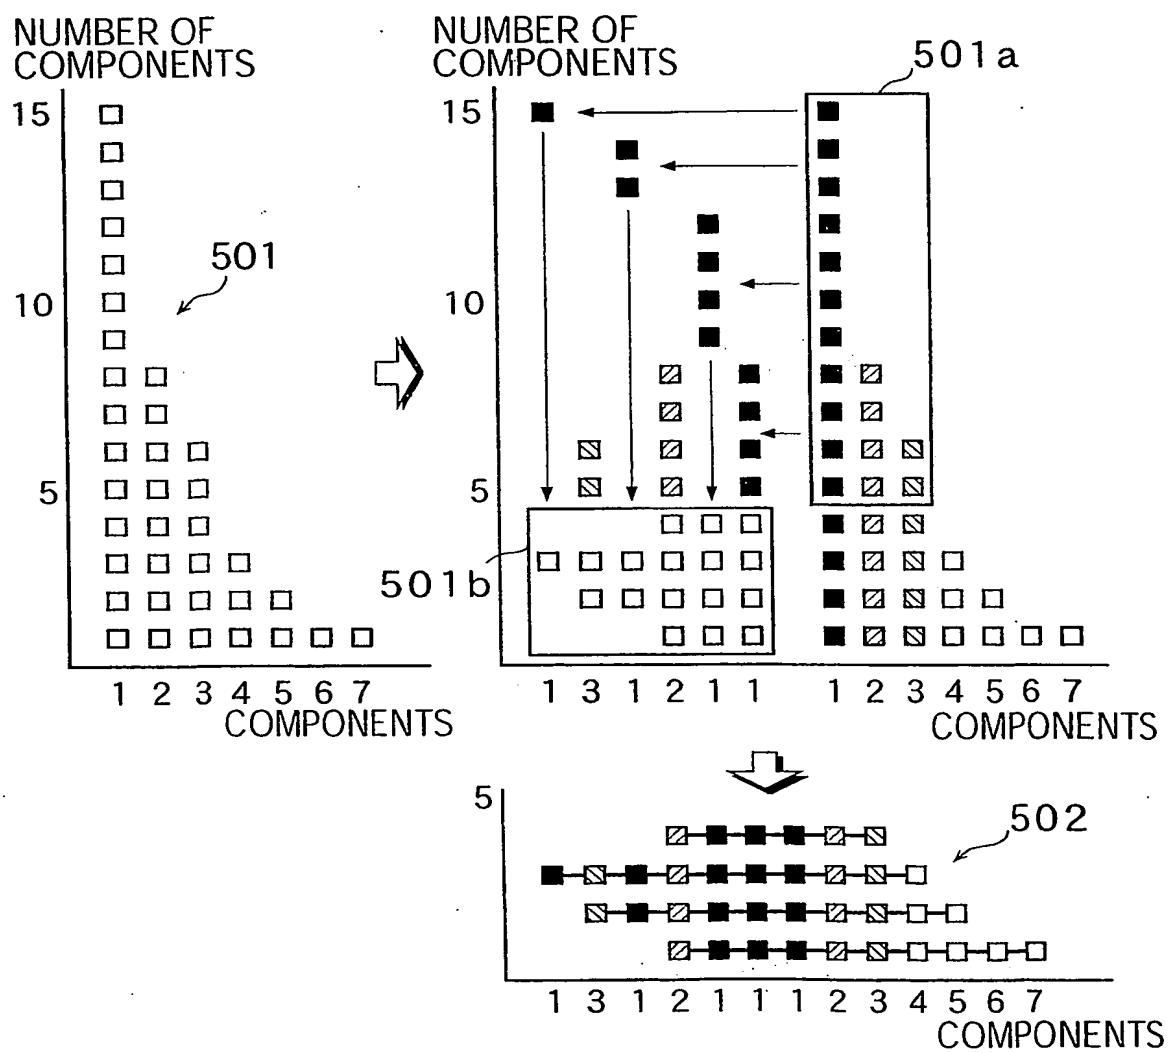 NUMBER OF
COMPONENTS
15
10
5
501
1 2 3 4 5 6 7
COMPONENTS
NUMBER OF
COMPONENTS
15
10
5
501a
501b
1 3 1 2 1 1 1 2 3 4 5 6 7
COMPONENTS
5
502
1 3 1 2 1 1 1 2 3 4 5 6 7
COMPONENTS